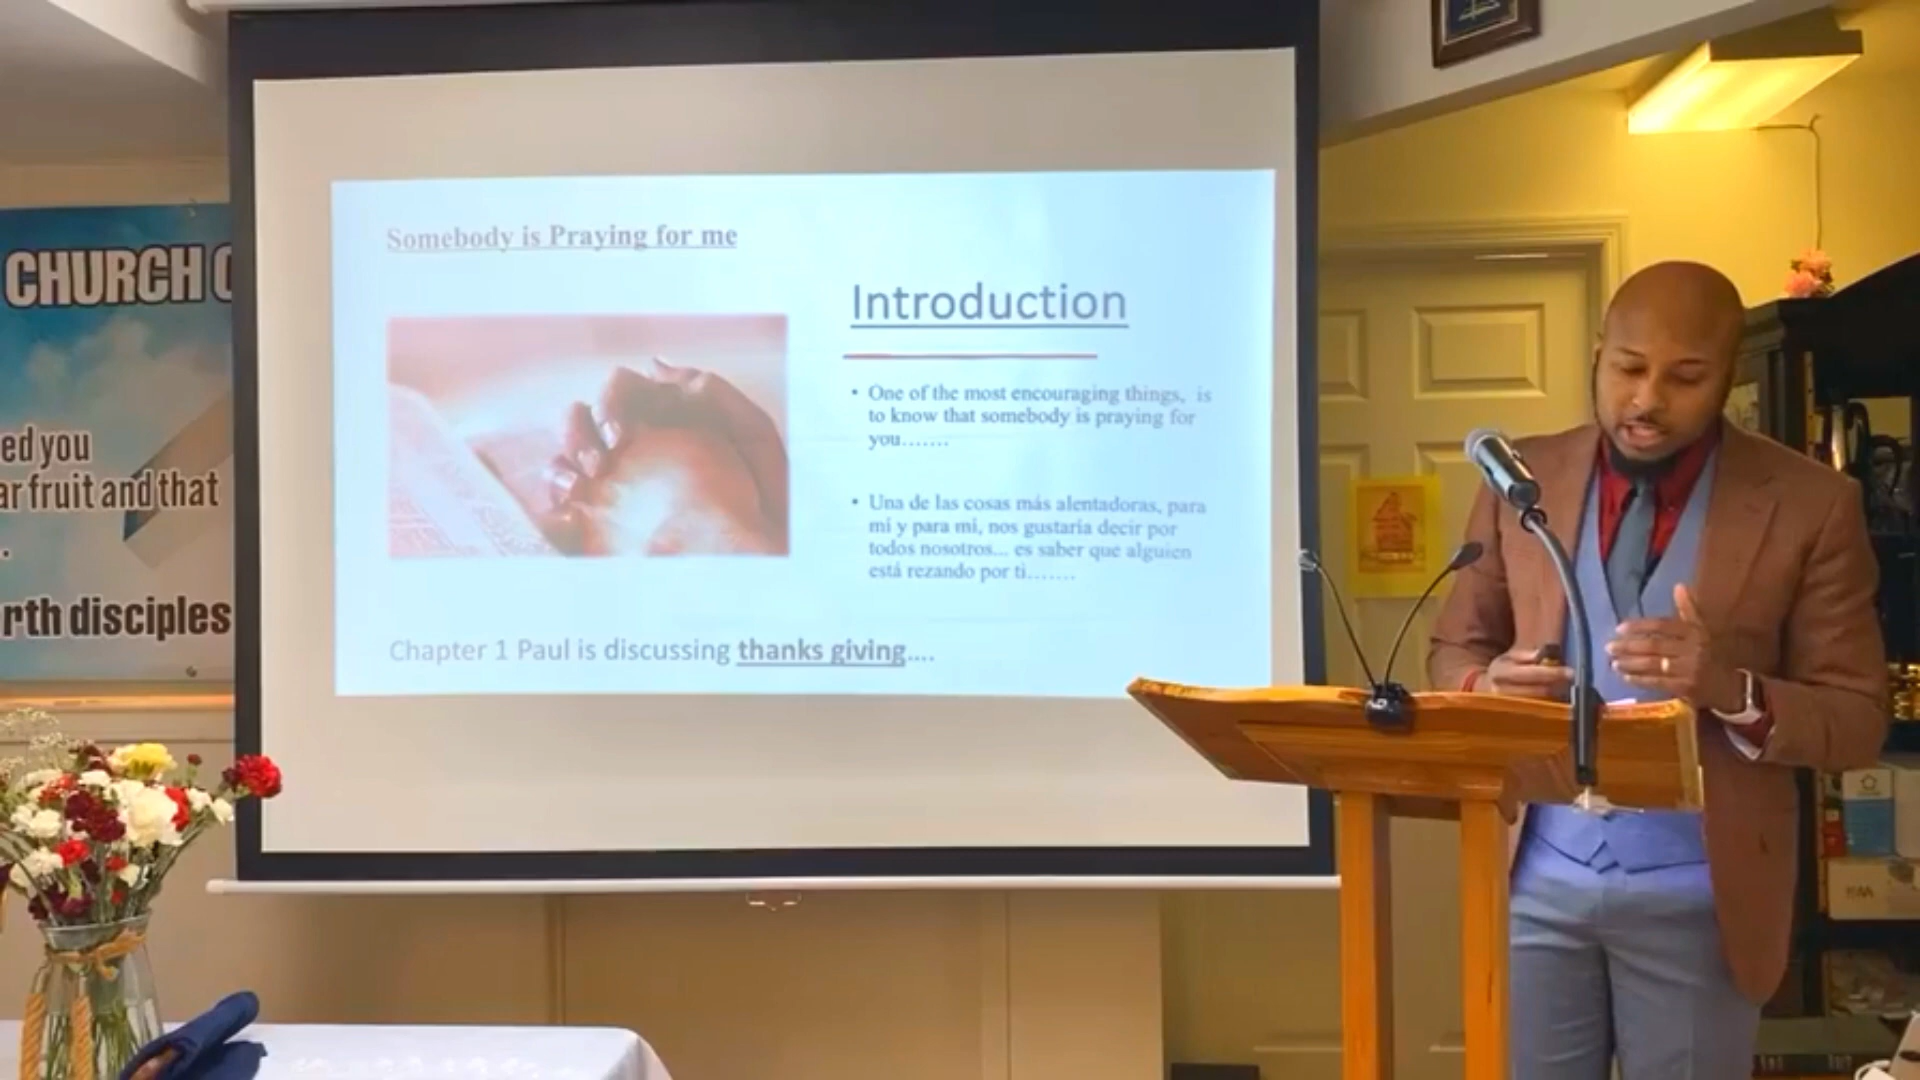 CHURCH
ed you
ar fruit and that
.
rth disciples
Somebody is Praying for me
Introduction
• One of the most encouraging things, is
to know that somebody is praying for
you.......
• Una de las cosas más alentadoras, para
mí y para mí, nos gustaría decir por
todos nosotros... es saber que alguien
está rezando por ti.......
Chapter 1 Paul is discussing thanks giving....